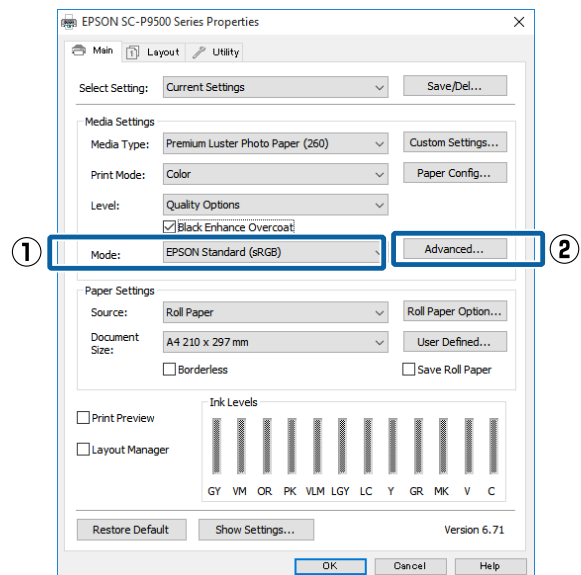 EPSON SC-P9500 Series Properties
Main Layout Utility
Select Setting: Current Settings Save/Del...
Media Settings
Media Type: Premium Luster Photo Paper (260) Custom Settings...
Print Mode: Color Paper Config...
Level: Quality Options
Black Enhance Overcoat
① Mode: EPSON Standard (sRGB) Advanced... ②
Paper Settings
Source: Roll Paper Roll Paper Option...
Document
Size: A4 210 x 297 mm User Defined...
Borderless Save Roll Paper
Ink Levels
Print Preview
Layout Manager
GY VM OR PK VLM LGY LC Y GR MK V C
Restore Default Show Settings... Version 6.71
OK Cancel Help